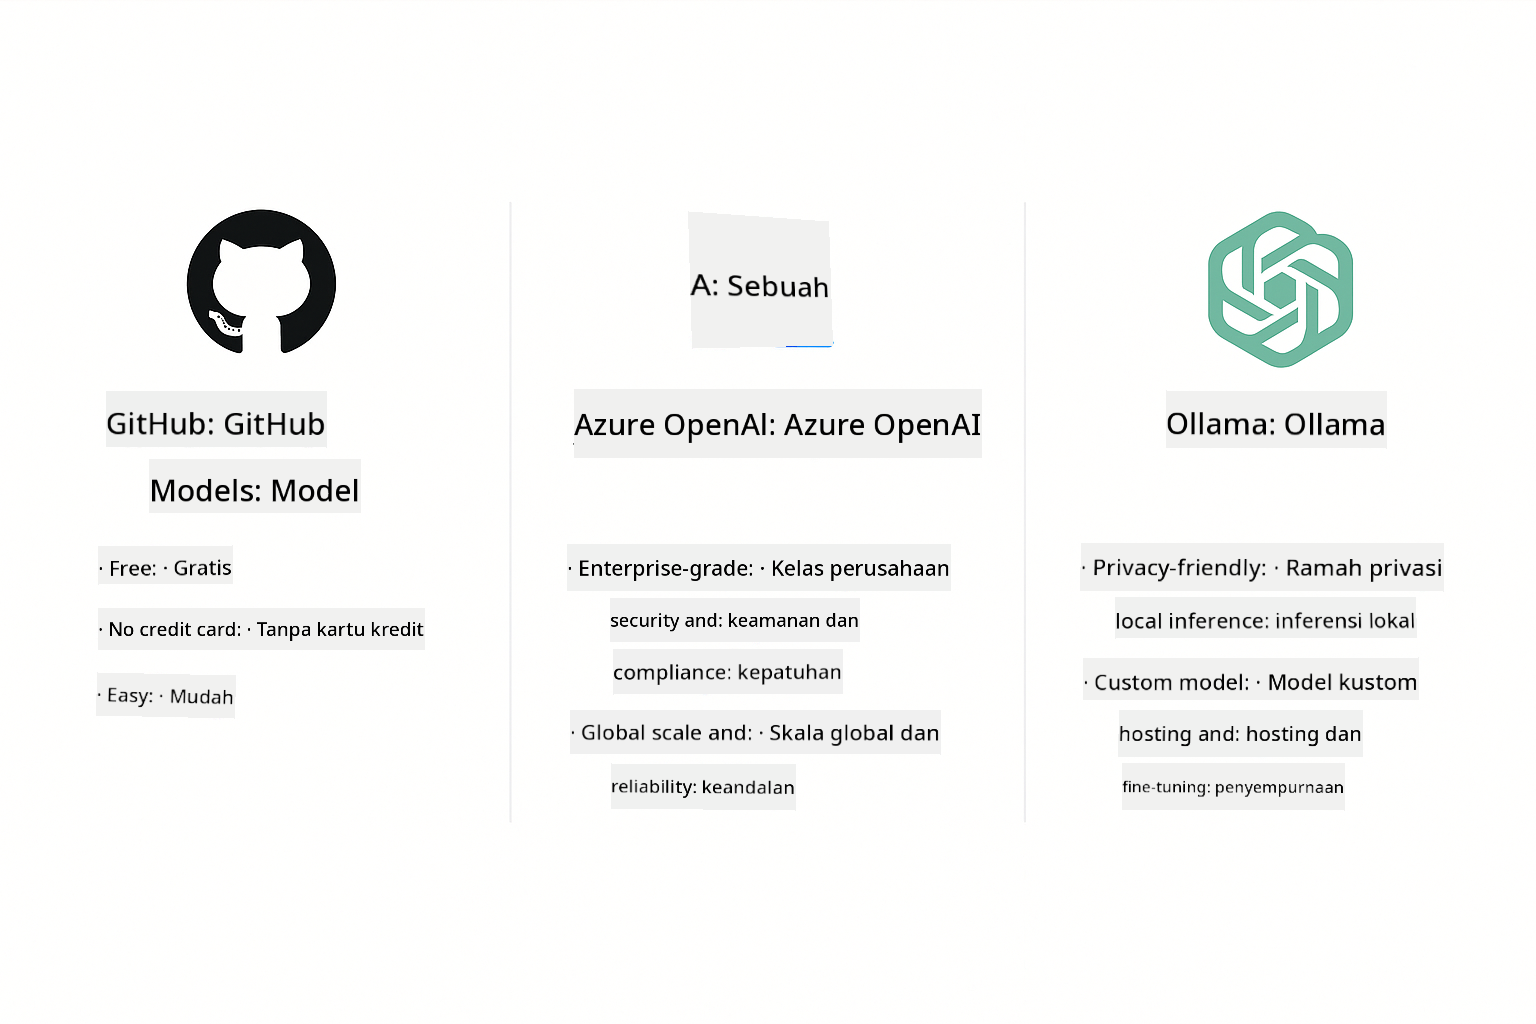 A: Sebuah
GitHub: GitHub
Models: Model
· Free: · Gratis
· No credit card: · Tanpa kartu kredit
· Easy: · Mudah
Azure OpenAI: Azure OpenAI
· Enterprise-grade: · Kelas perusahaan
security and: keamanan dan
compliance: kepatuhan
· Global scale and: · Skala global dan
reliability: keandalan
Ollama: Ollama
· Privacy-friendly: · Ramah privasi
local inference: inferensi lokal
· Custom model: · Model kustom
hosting and: hosting dan
fine-tuning: penyempurnaan